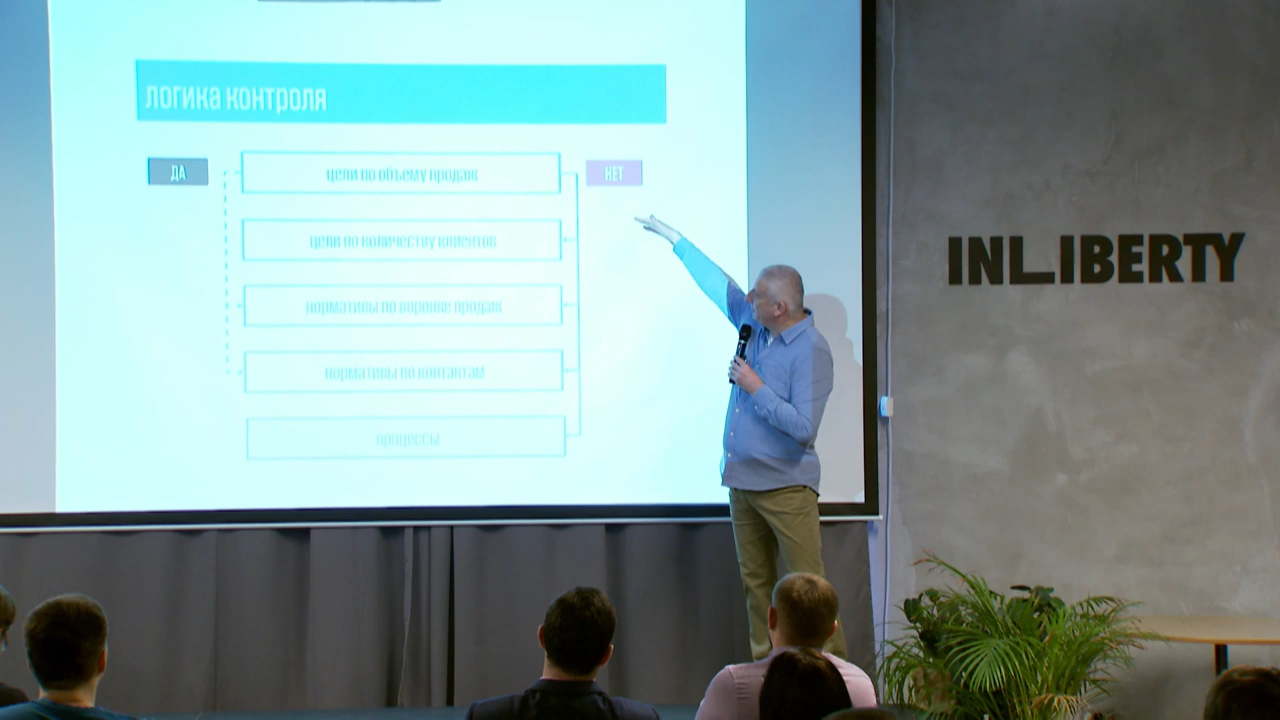 логика контроля
ДА
цели по объему продаж
НЕТ
цели по количеству клиентов
нормативы по воронке продаж
нормативы по контактам
процессы
INLIBERTY